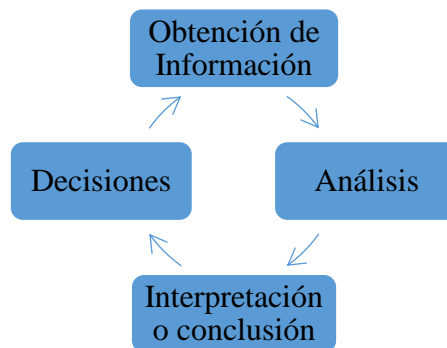 Obtención de
Información
Decisiones
Análisis
Interpretación
o conclusión